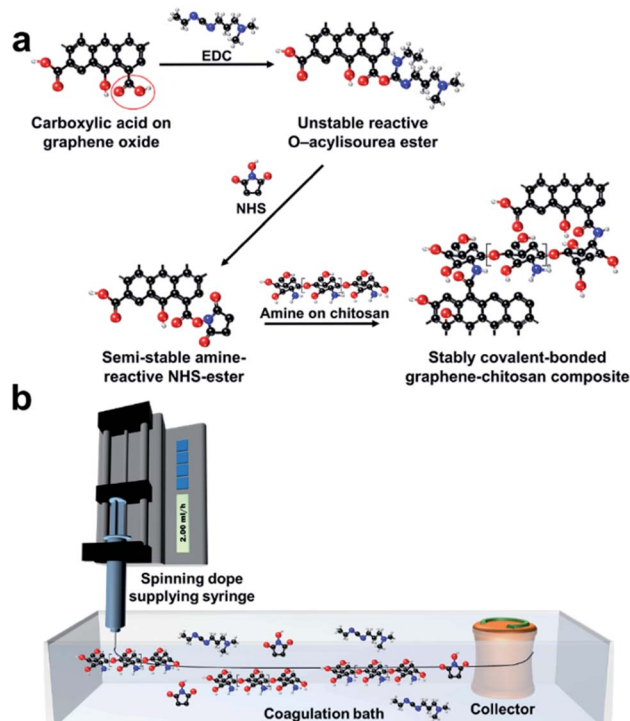 a
EDC
Carboxylic acid on
graphene oxide
Unstable reactive
O–acylisourea ester
NHS
Amine on chitosan
Semi-stable amine-
reactive NHS-ester
Stably covalent-bonded
graphene-chitosan composite
b
2.00 ml/h
Spinning dope
supplying syringe
Coagulation bath
Collector